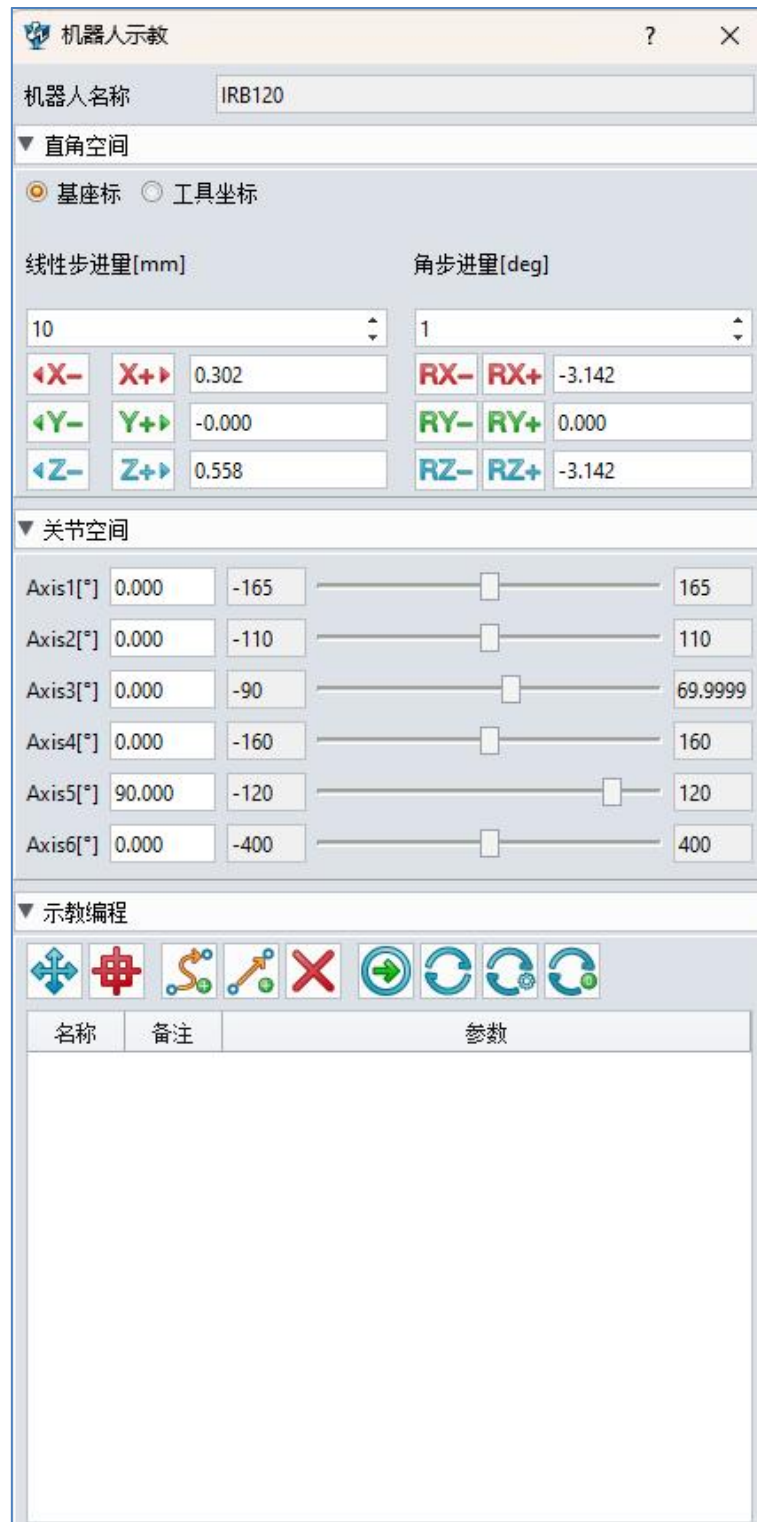 机器人示教 ? ×
机器人名称 IRB120
直角空间
基座标 工具坐标
线性步进量[mm] 角步进量[deg]
10 1
X- X+ 0.302 RX- RX+ -3.142
Y- Y+ -0.000 RY- RY+ 0.000
Z- Z+ 0.558 RZ- RZ+ -3.142
关节空间
Axis1[°] 0.000 -165 165
Axis2[°] 0.000 -110 110
Axis3[°] 0.000 -90 69.9999
Axis4[°] 0.000 -160 160
Axis5[°] 90.000 -120 120
Axis6[°] 0.000 -400 400
示教编程
名称 备注 参数